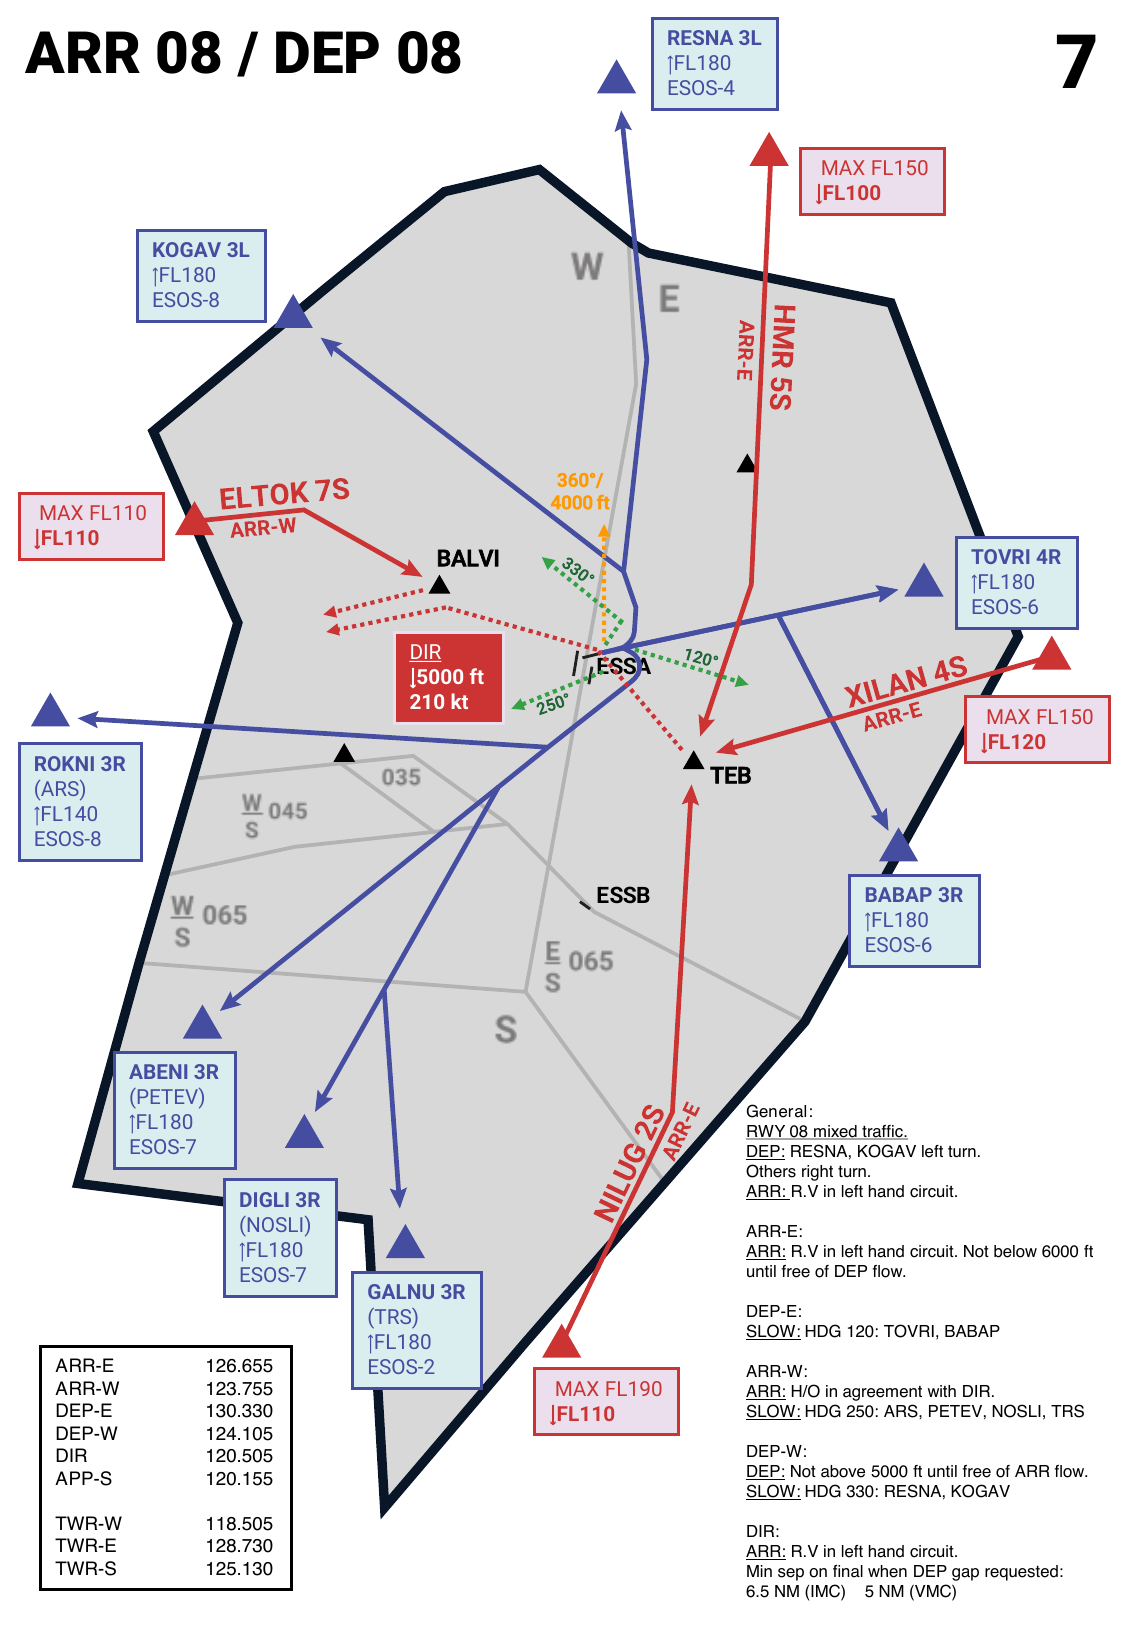 ARR 08 / DEP 08
7
RESNA 3L
↑FL180
ESOS-4
MAX FL150
↓FL100
KOGAV 3L
↑FL180
ESOS-8
W
E
HMR 5S
ARR-E
MAX FL110
↓FL110
ELTOK 7S
ARR-W
360°/
4000 ft
BALVI
330°
TOVRI 4R
↑FL180
ESOS-6
DIR
↓5000 ft
210 kt
ESSA
120°
250°
XILAN 4S
ARR-E
MAX FL150
↓FL120
ROKNI 3R
(ARS)
↑FL140
ESOS-8
TEB
035
W
S
045
W
S
065
ESSB
E
S
065
S
BABAP 3R
↑FL180
ESOS-6
ABENI 3R
(PETEV)
↑FL180
ESOS-7
DIGLI 3R
(NOSLI)
↑FL180
ESOS-7
GALNU 3R
(TRS)
↑FL180
ESOS-2
NILUG 2S
ARR-E
MAX FL190
↓FL110
ARR-E 126.655
ARR-W 123.755
DEP-E 130.330
DEP-W 124.105
DIR 120.505
APP-S 120.155
TWR-W 118.505
TWR-E 128.730
TWR-S 125.130
General:
RWY 08 mixed traffic.
DEP: RESNA, KOGAV left turn.
Others right turn.
ARR: R.V in left hand circuit.
ARR-E:
ARR: R.V in left hand circuit. Not below 6000 ft
until free of DEP flow.
DEP-E:
SLOW: HDG 120: TOVRI, BABAP
ARR-W:
ARR: H/O in agreement with DIR.
SLOW: HDG 250: ARS, PETEV, NOSLI, TRS
DEP-W:
DEP: Not above 5000 ft until free of ARR flow.
SLOW: HDG 330: RESNA, KOGAV
DIR:
ARR: R.V in left hand circuit.
Min sep on final when DEP gap requested:
6.5 NM (IMC) 5 NM (VMC)